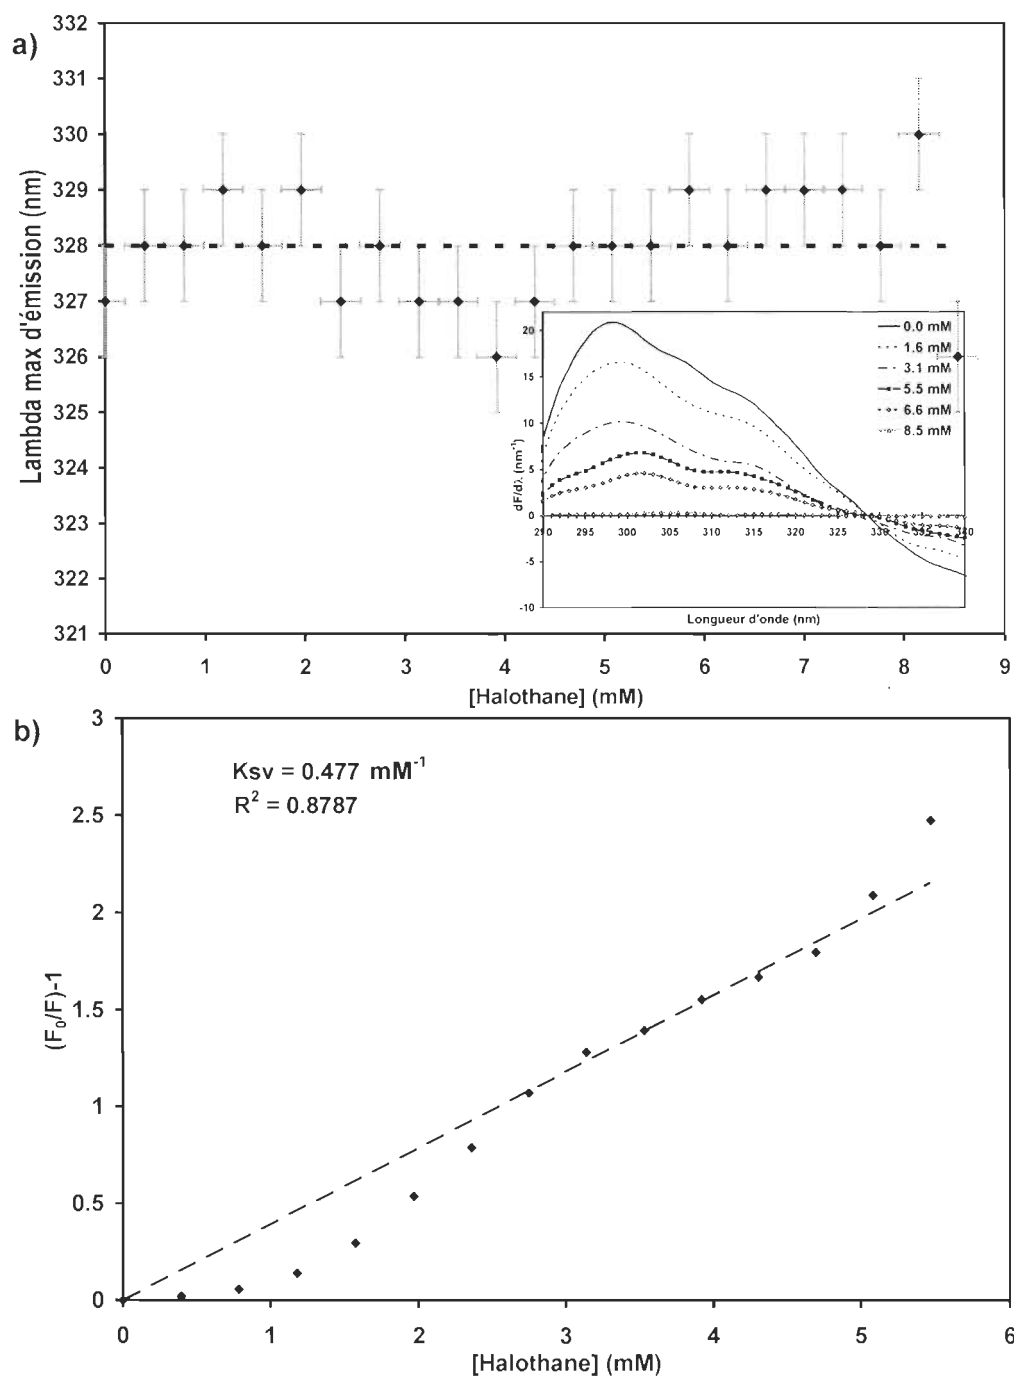 a)
332
331
330
329
328
327
326
325
324
323
322
321
Lambda max d'émission (nm)
0 1 2 3 4 5 6 7 8 9
[Halothane] (mM)
20
15
10
5
0
-5
-10
dF/dλ (nm⁻¹)
290 295 300 305 310 315 320 325 330 335 340
Longueur d'onde (nm)
0.0 mM
1.6 mM
3.1 mM
5.5 mM
6.6 mM
8.5 mM
b)
3
2.5
2
1.5
1
0.5
0
(F₀/F)-1
Ksv = 0.477 mM⁻¹
R² = 0.8787
0 1 2 3 4 5 6
[Halothane] (mM)